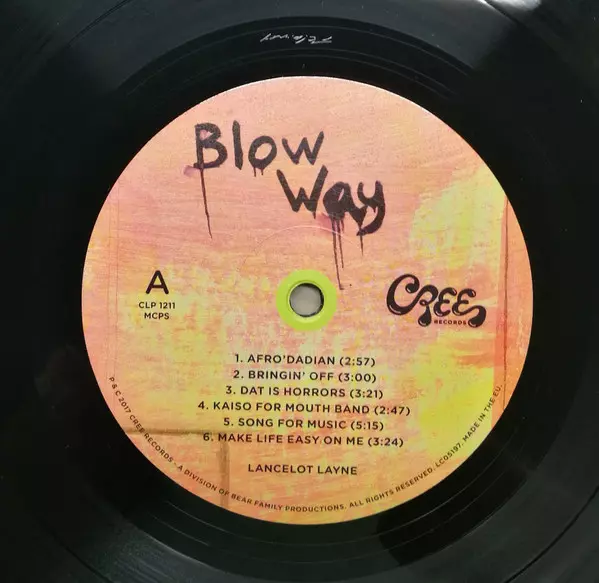 Blow
Way
A
CLP 1211
MCPS
CREE
RECORDS
1. AFRO'DADIAN (2:57)
2. BRINGIN' OFF (3:00)
3. DAT IS HORRORS (3:21)
4. KAISO FOR MOUTH BAND (2:47)
5. SONG FOR MUSIC (5:15)
6. MAKE LIFE EASY ON ME (3:24)
LANCELOT LAYNE
P & C 2017 CREE RECORDS - A DIVISION OF BEAR FAMILY PRODUCTIONS. ALL RIGHTS RESERVED. LC05197. MADE IN THE EU.